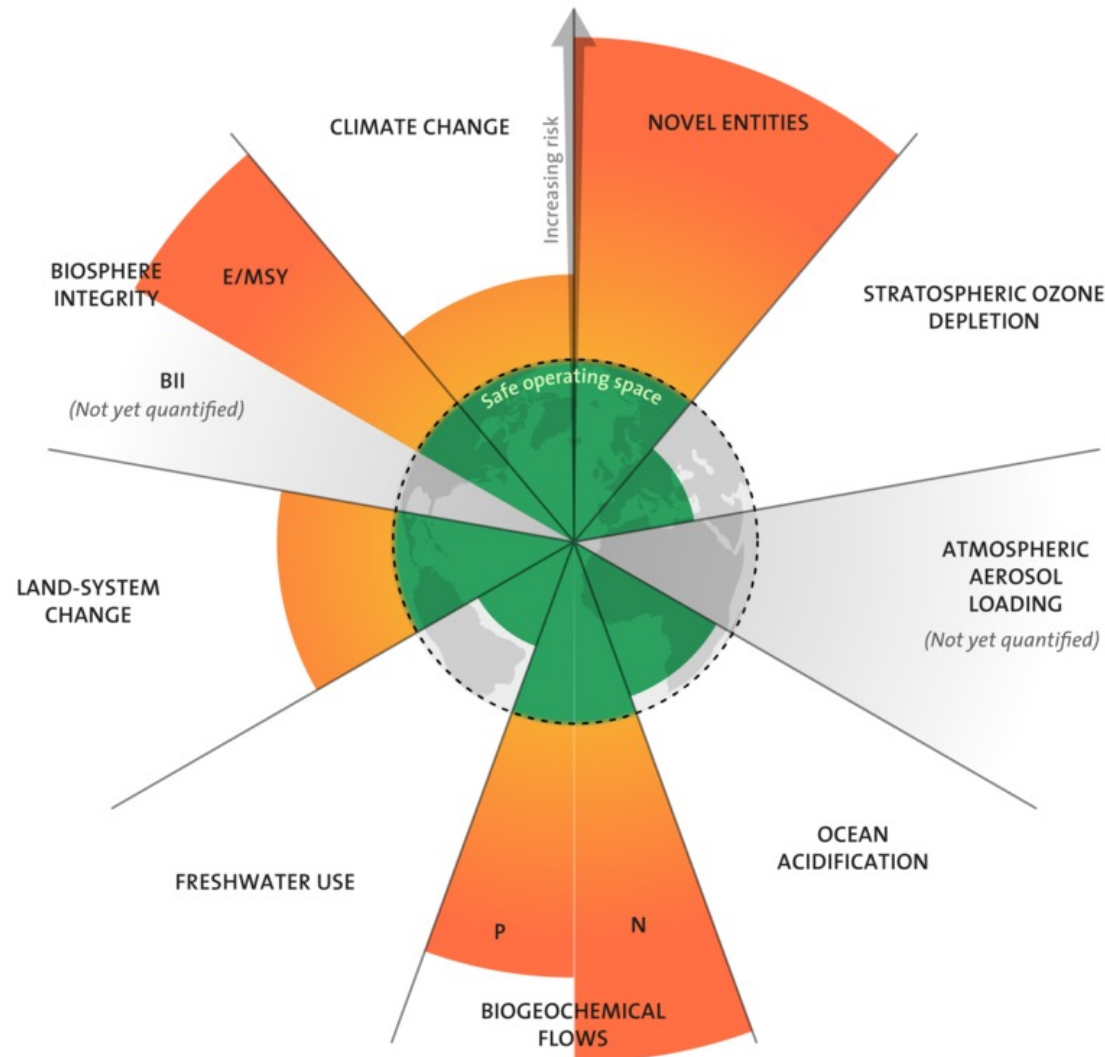 CLIMATE CHANGE
NOVEL ENTITIES
Increasing risk
BIOSPHERE
INTEGRITY
E/MSY
STRATOSPHERIC OZONE
DEPLETION
BII
(Not yet quantified)
Safe operating space
LAND-SYSTEM
CHANGE
ATMOSPHERIC
AEROSOL
LOADING
(Not yet quantified)
FRESHWATER USE
OCEAN
ACIDIFICATION
P
N
BIOGEOCHEMICAL
FLOWS